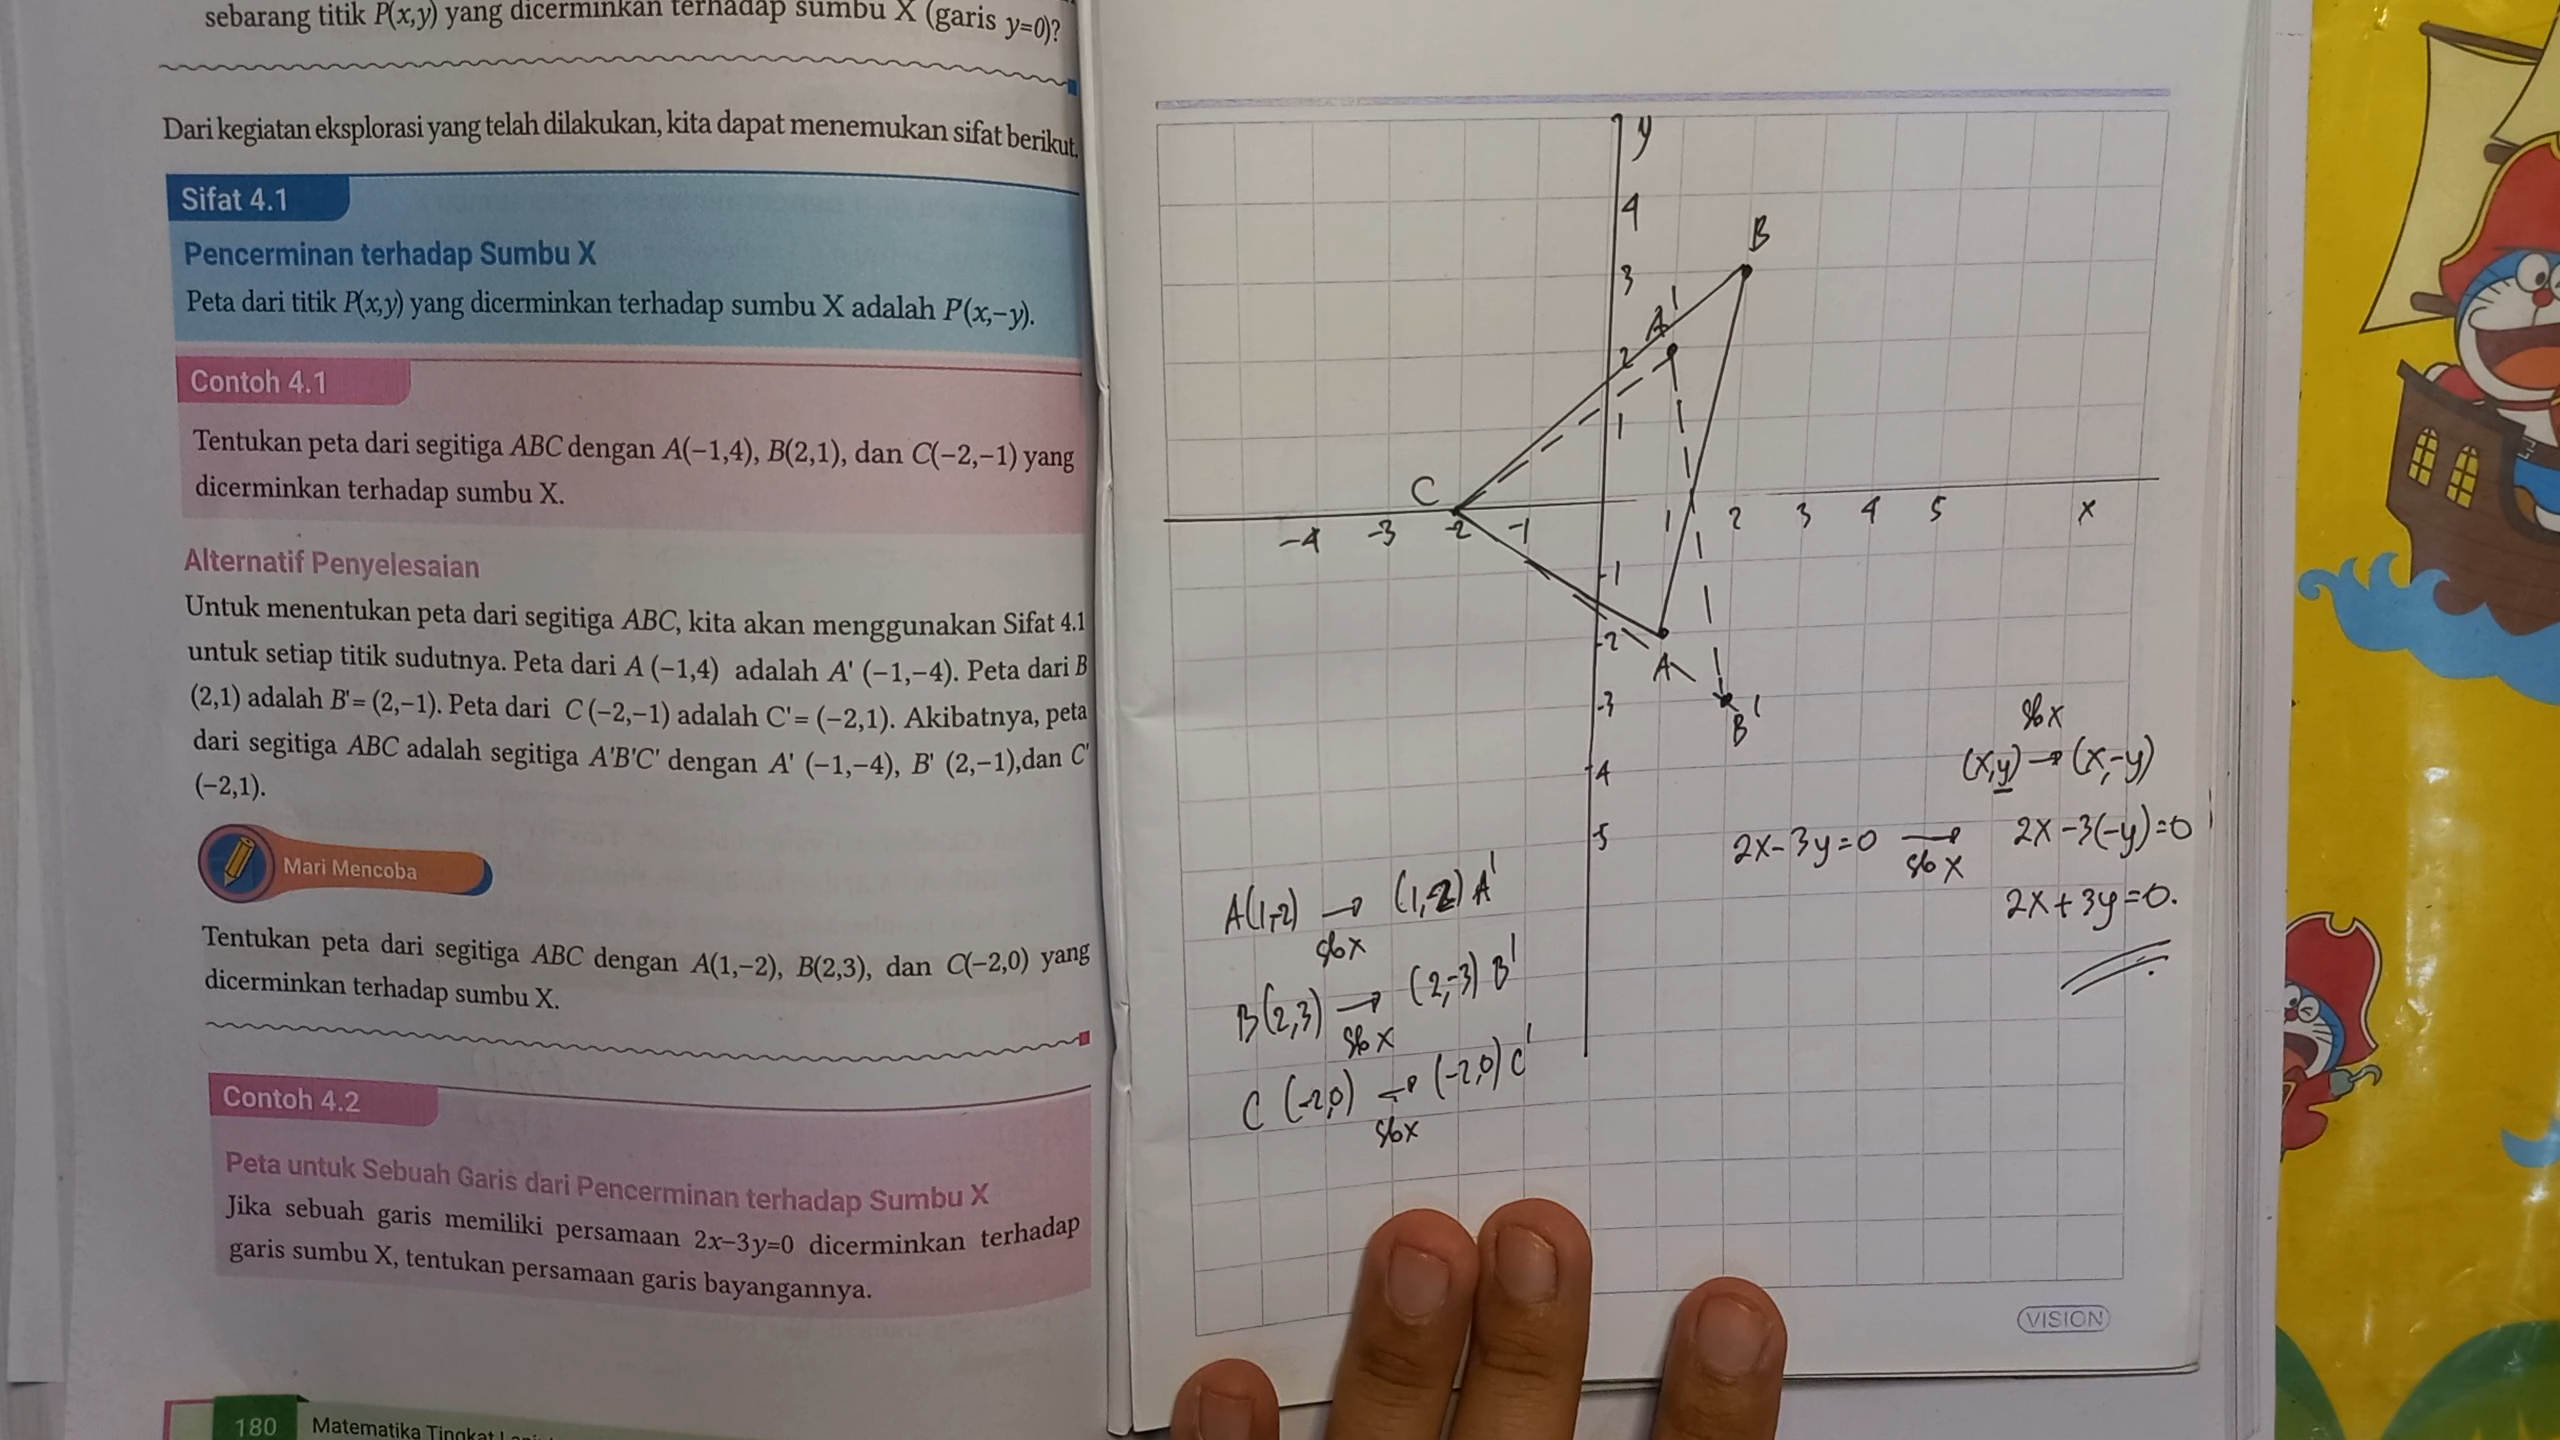 sebarang titik P(x,y) yang dicerminkan terhadap sumbu X (garis y=0)?
Dari kegiatan eksplorasi yang telah dilakukan, kita dapat menemukan sifat berikut.
Sifat 4.1
Pencerminan terhadap Sumbu X
Peta dari titik P(x,y) yang dicerminkan terhadap sumbu X adalah P'(x,−y).
Contoh 4.1
Tentukan peta dari segitiga ABC dengan A(−1,4), B(2,1), dan C(−2,−1) yang
dicerminkan terhadap sumbu X.
Alternatif Penyelesaian
Untuk menentukan peta dari segitiga ABC, kita akan menggunakan Sifat 4.1
untuk setiap titik sudutnya. Peta dari A (−1,4) adalah A' (−1,−4). Peta dari B
(2,1) adalah B'= (2,−1). Peta dari C (−2,−1) adalah C'= (−2,1). Akibatnya, peta
dari segitiga ABC adalah segitiga A'B'C' dengan A' (−1,−4), B' (2,−1),dan C'
(−2,1).
Mari Mencoba
Tentukan peta dari segitiga ABC dengan A(1,−2), B(2,3), dan C(−2,0) yang
dicerminkan terhadap sumbu X.
Contoh 4.2
Peta untuk Sebuah Garis dari Pencerminan terhadap Sumbu X
Jika sebuah garis memiliki persamaan 2x−3y=0 dicerminkan terhadap
garis sumbu X, tentukan persamaan garis bayangannya.
180 Matematika Tingkat
y
4
B
3
A'
2
1
C
-4 -3 -2 -1 1 2 3 4 5 x
-1
-2
A
-3
B'
-4
5
sb x
(x,y) → (x,-y)
2x-3y=0 → 2x-3(-y)=0
sb x
2x+3y=0.
A(1,-2) → (1,2) A'
sb x
B(2,3) → (2,-3) B'
sb x
C (-2,0) → (-2,0) C'
sb x
VISION